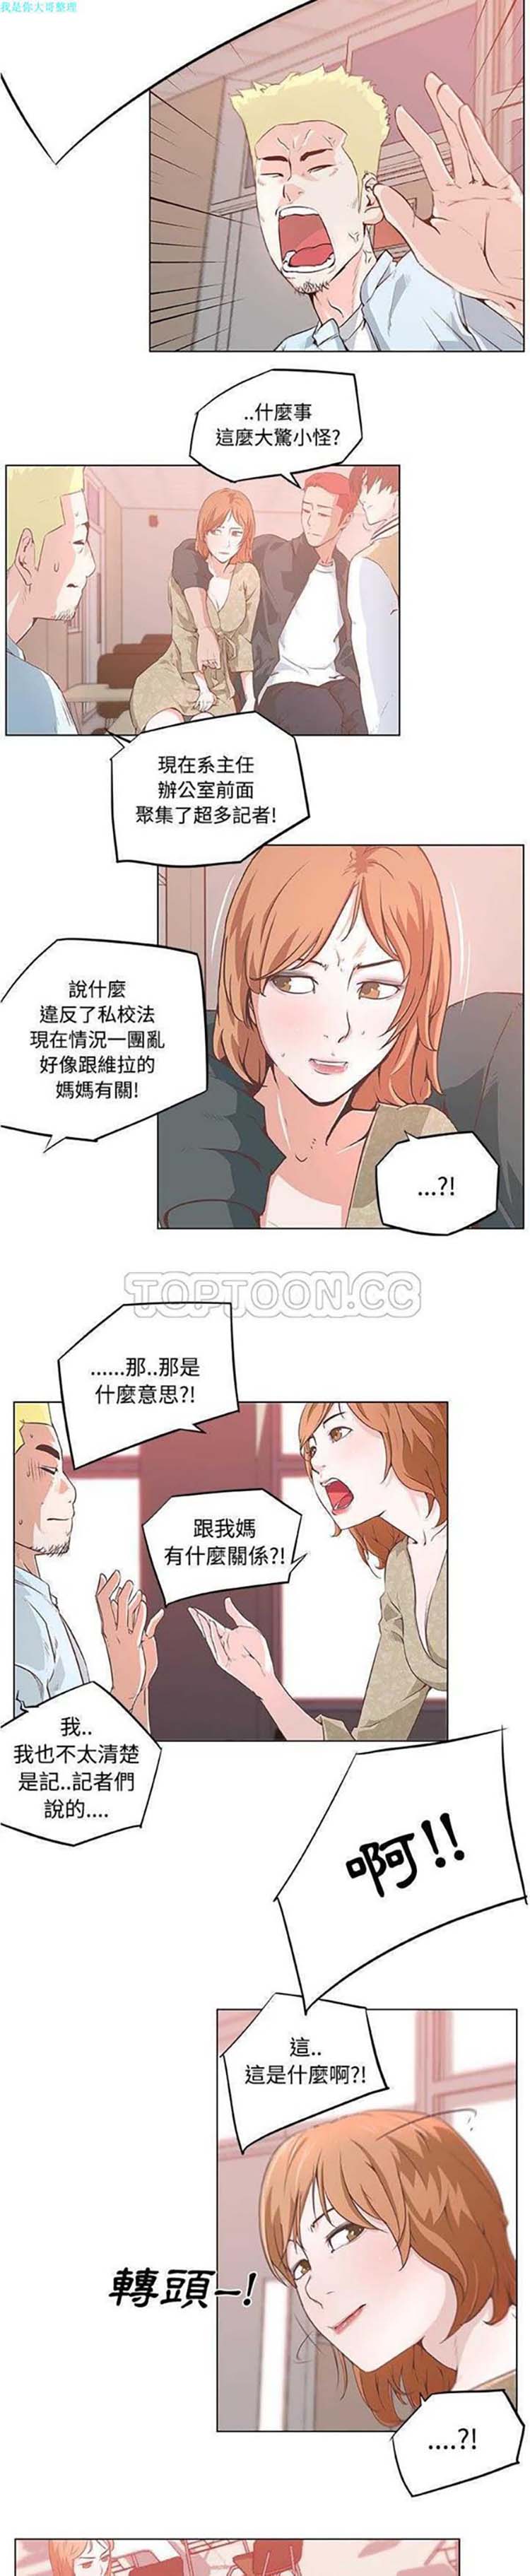 我是你大哥整理
..什麼事
這麼大驚小怪?
現在系主任
辦公室前面
聚集了超多記者!
說什麼
違反了私校法
現在情況一團亂
好像跟維拉的
媽媽有關!
...?!
TOPTOON.CC
......那..那是
什麼意思?!
跟我媽
有什麼關係?!
我..
我也不太清楚
是記..記者們
說的....
啊!!
這..
這是什麼啊?!
轉頭~!
....?!